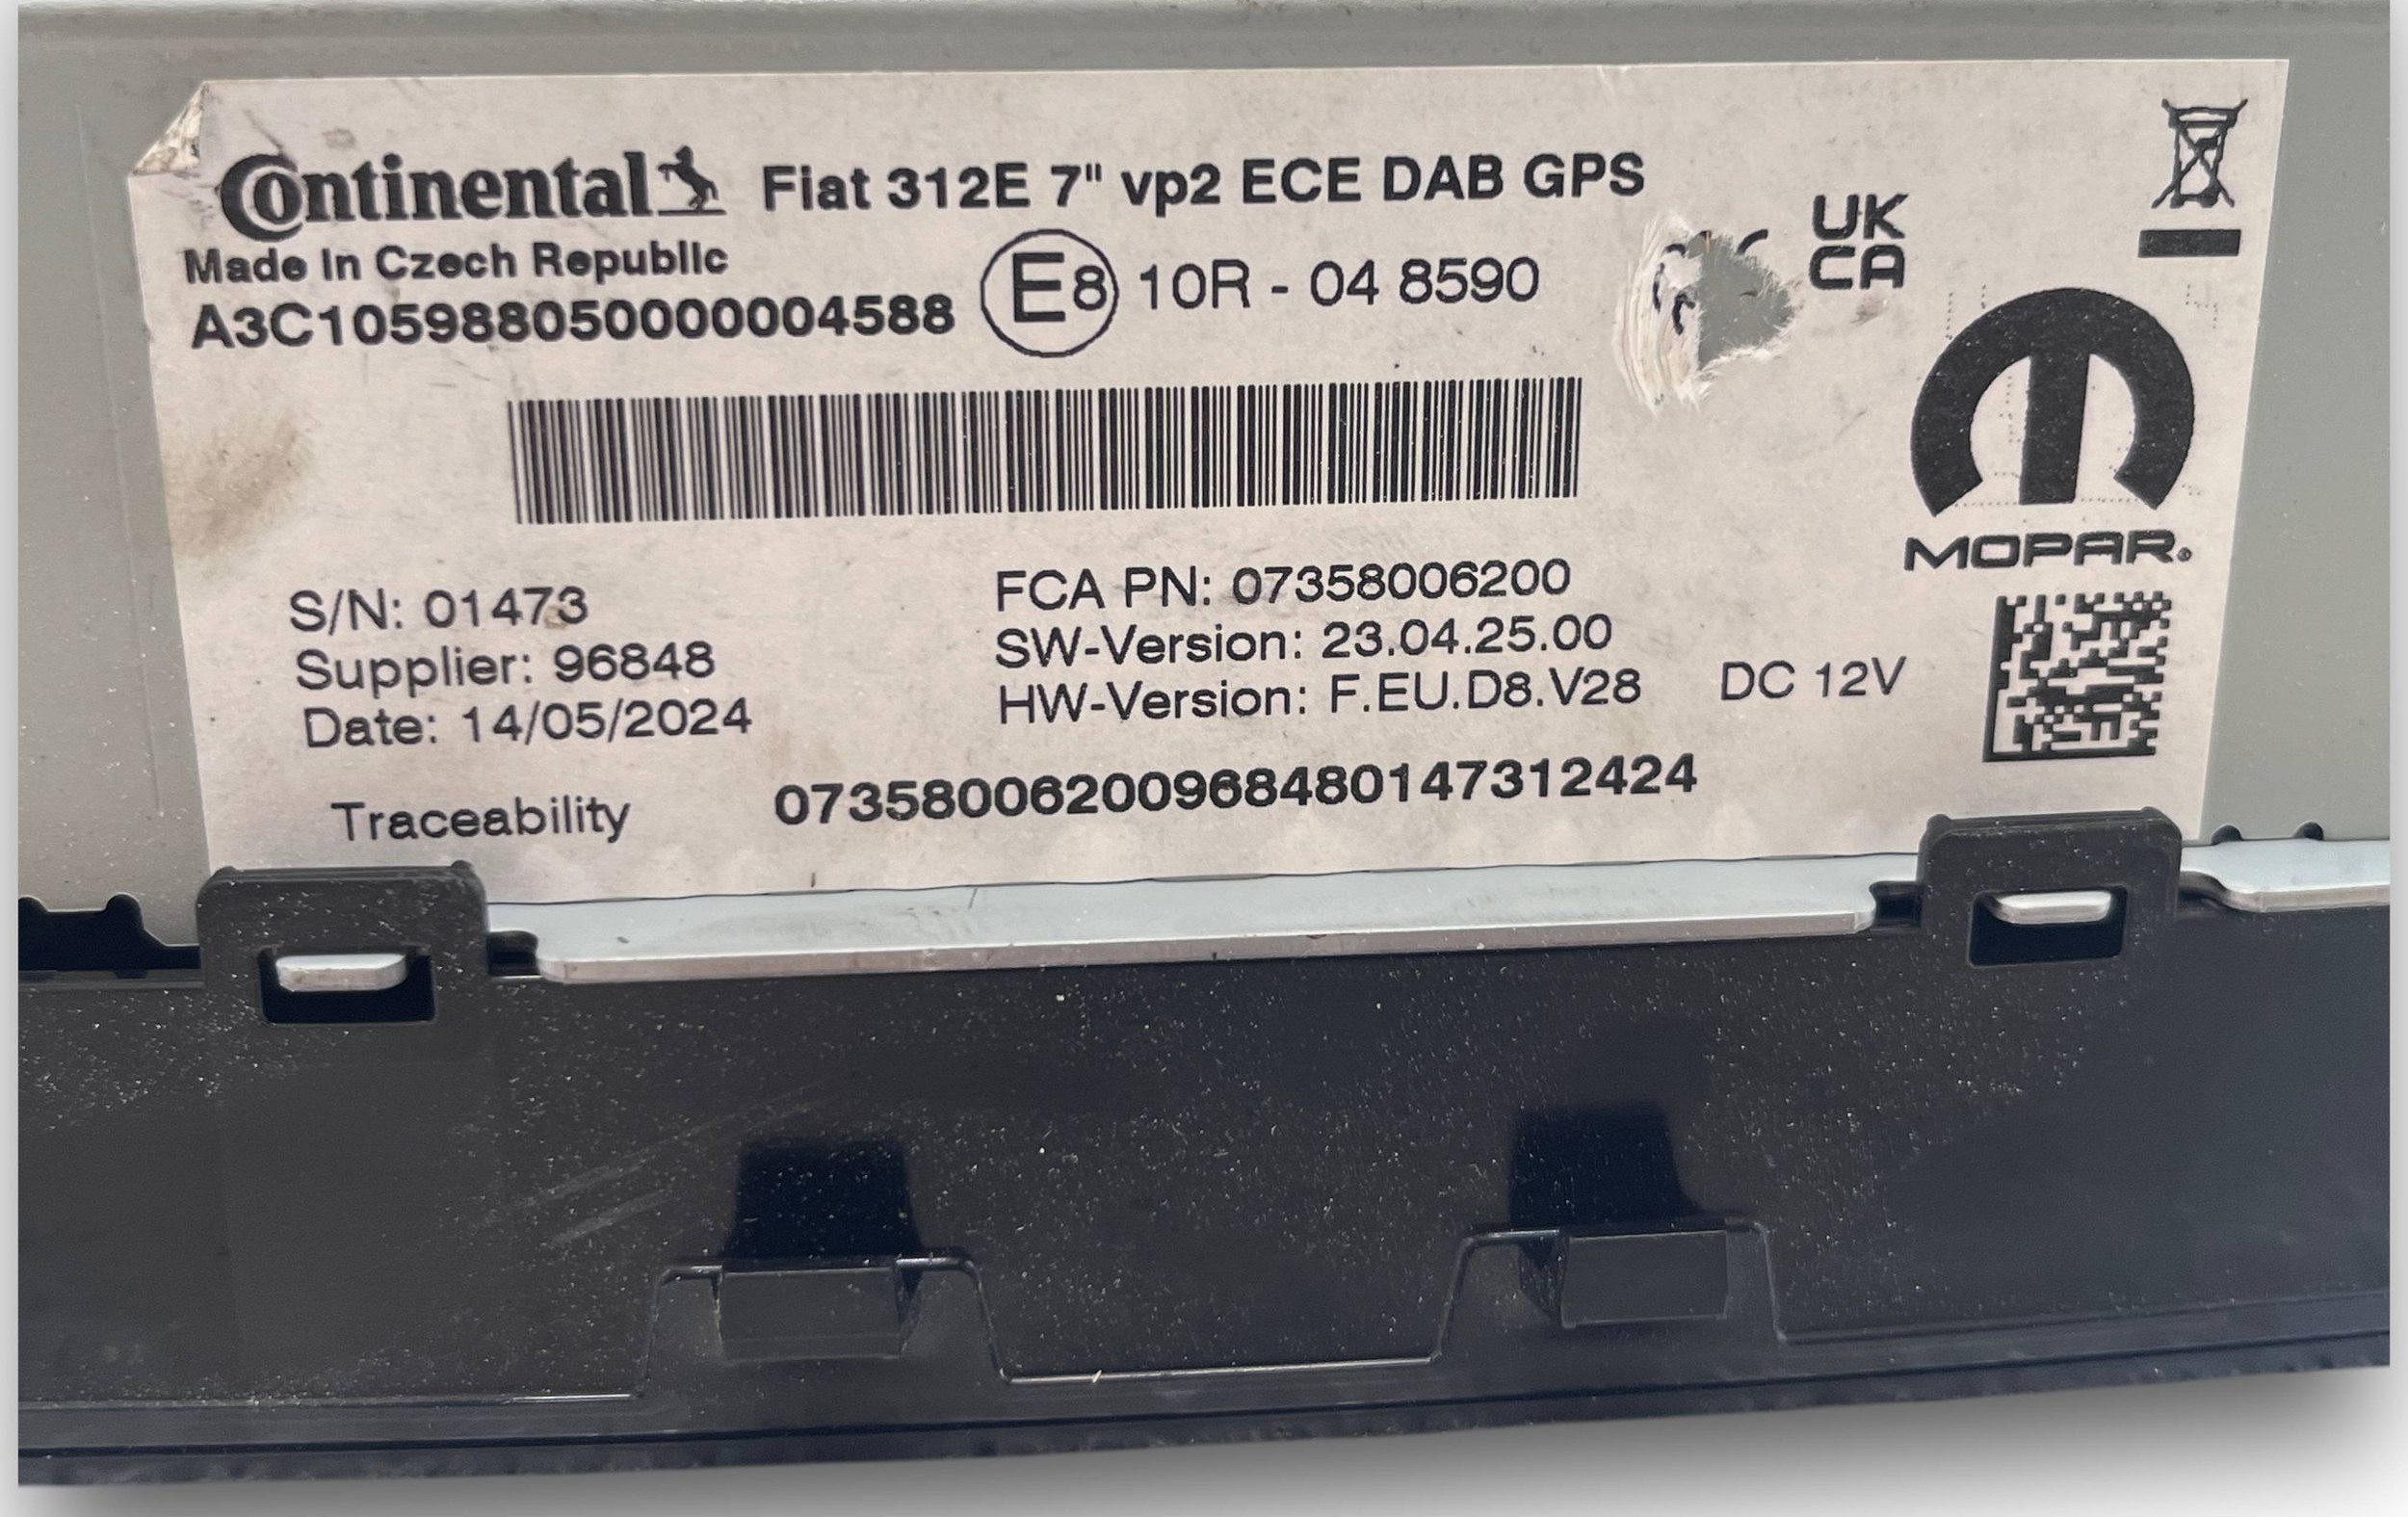 Continental Fiat 312E 7" vp2 ECE DAB GPS
Made In Czech Republic
A3C10598805000004588
E8 10R - 04 8590
UK
CA
MOPAR®
S/N: 01473
Supplier: 96848
Date: 14/05/2024
FCA PN: 07358006200
SW-Version: 23.04.25.00
HW-Version: F.EU.D8.V28
DC 12V
Traceability 07358006200968480147312424